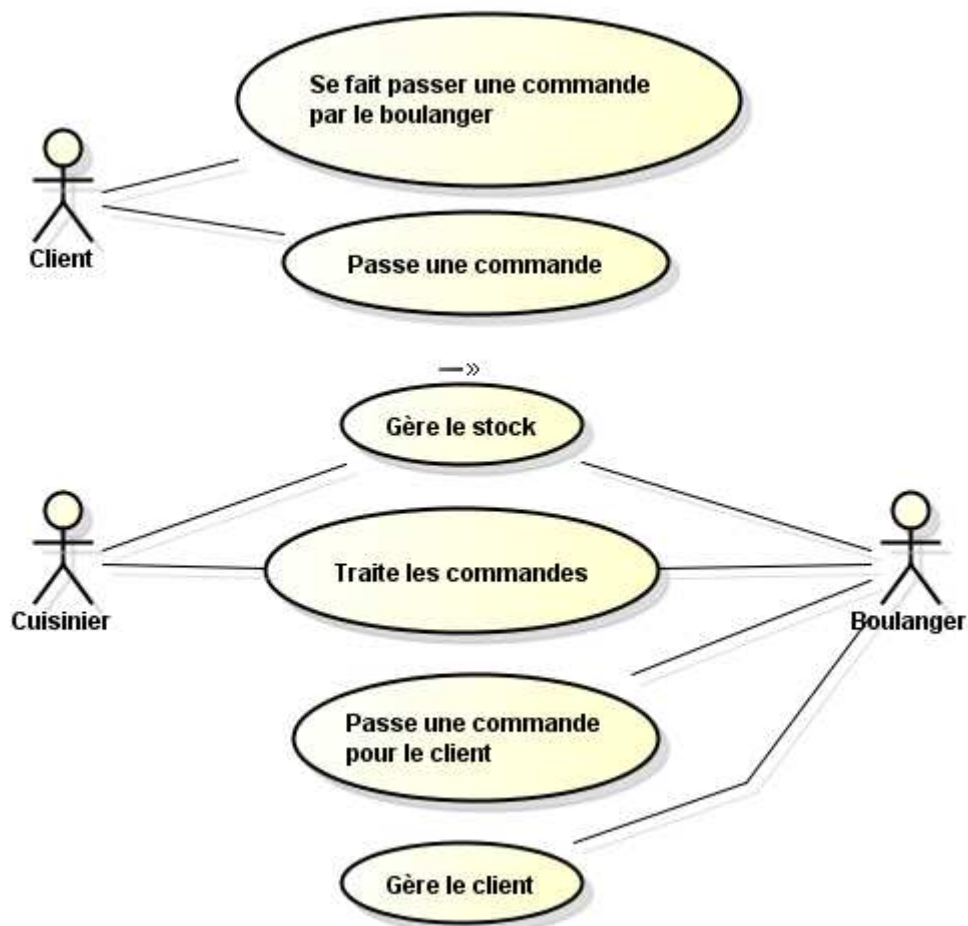 Se fait passer une commande
par le boulanger
Client
Passe une commande
Gère le stock
Traite les commandes
Cuisinier
Boulanger
Passe une commande
pour le client
Gère le client